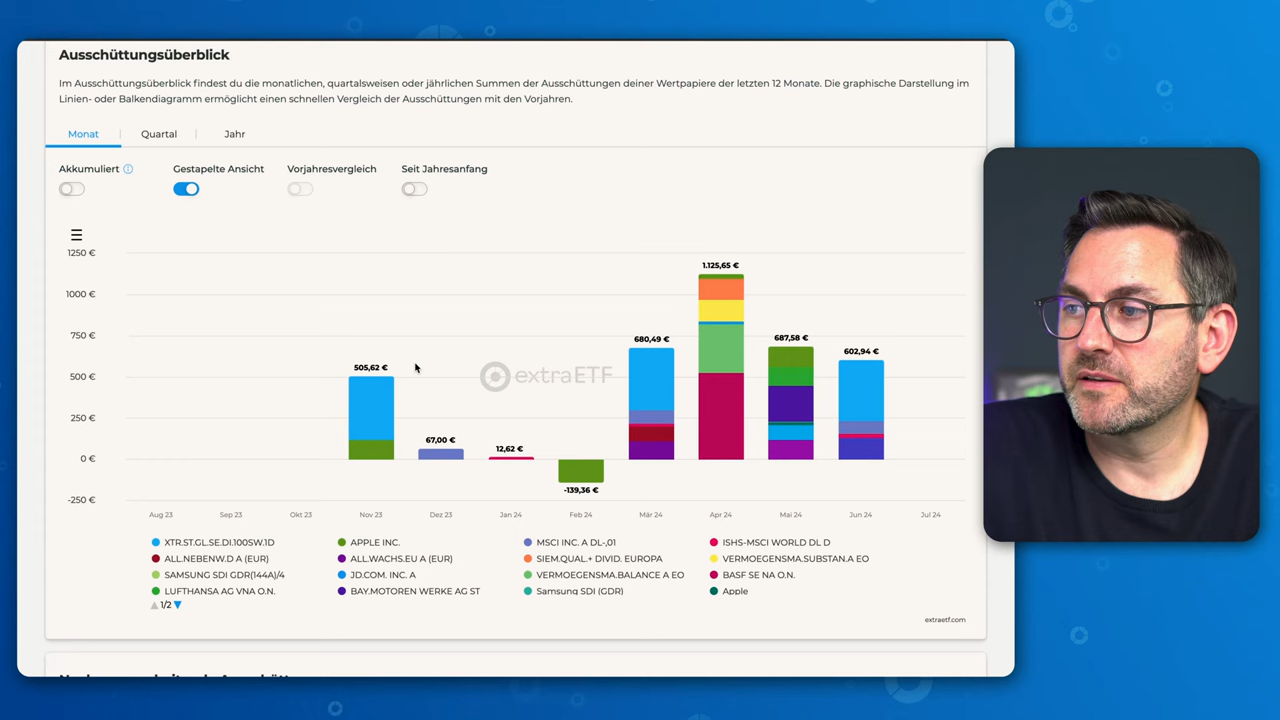 Ausschüttungsüberblick
Im Ausschüttungsüberblick findest du die monatlichen, quartalsweisen oder jährlichen Summen der Ausschüttungen deiner Wertpapiere der letzten 12 Monate. Die graphische Darstellung im
Linien- oder Balkendiagramm ermöglicht einen schnellen Vergleich der Ausschüttungen mit den Vorjahren.
Monat Quartal Jahr
Akkumuliert Gestapelte Ansicht Vorjahresvergleich Seit Jahresanfang
1250 €
1.125,65 €
1000 €
750 €
680,49 €
687,58 €
602,94 €
505,62 €
500 €
extraETF
250 €
67,00 €
12,62 €
0 €
-139,36 €
-250 €
Aug 23 Sep 23 Okt 23 Nov 23 Dez 23 Jan 24 Feb 24 Mär 24 Apr 24 Mai 24 Jun 24 Jul 24
XTR.ST.GL.SE.DI.100SW.1D APPLE INC. MSCI INC. A DL-,01 ISHS-MSCI WORLD DL D
ALL.NEBENW.D A (EUR) ALL.WACHS.EU A (EUR) SIEM.QUAL.+ DIVID. EUROPA VERMOEGENSMA.SUBSTAN.A EO
SAMSUNG SDI GDR(144A)/4 JD.COM. INC. A VERMOEGENSMA.BALANCE A EO BASF SE NA O.N.
LUFTHANSA AG VNA O.N. BAY.MOTOREN WERKE AG ST Samsung SDI (GDR) Apple
1/2
extraetf.com